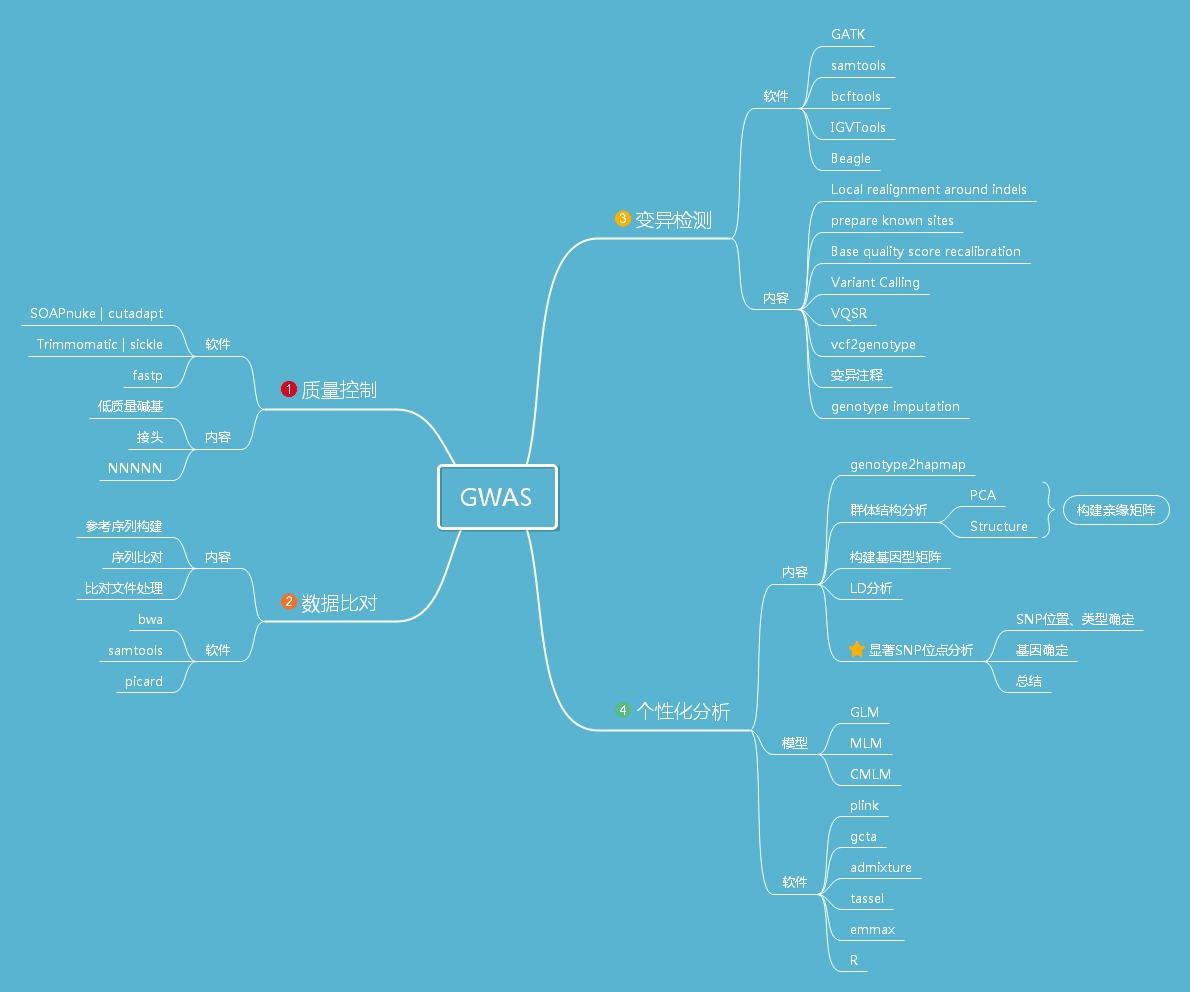 GWAS
1 质量控制
软件
SOAPnuke | cutadapt
Trimmomatic | sickle
fastp
内容
低质量碱基
接头
NNNNN
2 数据比对
内容
参考序列构建
序列比对
比对文件处理
软件
bwa
samtools
picard
3 变异检测
软件
GATK
samtools
bcftools
IGVTools
Beagle
内容
Local realignment around indels
prepare known sites
Base quality score recalibration
Variant Calling
VQSR
vcf2genotype
变异注释
genotype imputation
4 个性化分析
内容
genotype2hapmap
群体结构分析
PCA
Structure
构建亲缘矩阵
构建基因型矩阵
LD分析
显著SNP位点分析
SNP位置、类型确定
基因确定
总结
模型
GLM
MLM
CMLM
软件
plink
gcta
admixture
tassel
emmax
R